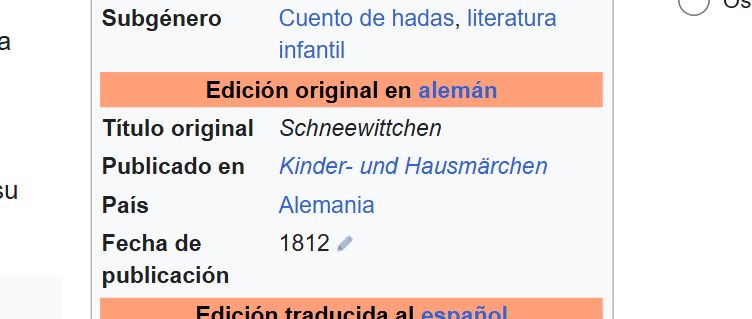 Subgénero Cuento de hadas, literatura
infantil
a
Edición original en alemán
Título original Schneewittchen
Publicado en Kinder- und Hausmärchen
su
País Alemania
Fecha de 1812
publicación
Edición traducida al español
Os